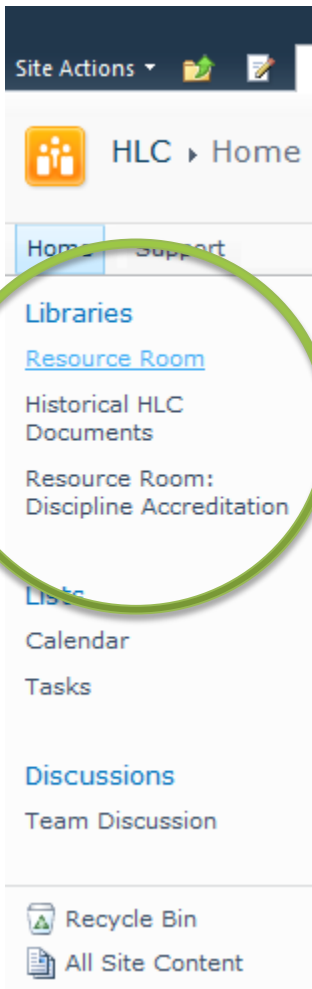 Site Actions
HLC ▸ Home
Home Support
Libraries
Resource Room
Historical HLC
Documents
Resource Room:
Discipline Accreditation
Lists
Calendar
Tasks
Discussions
Team Discussion
Recycle Bin
All Site Content